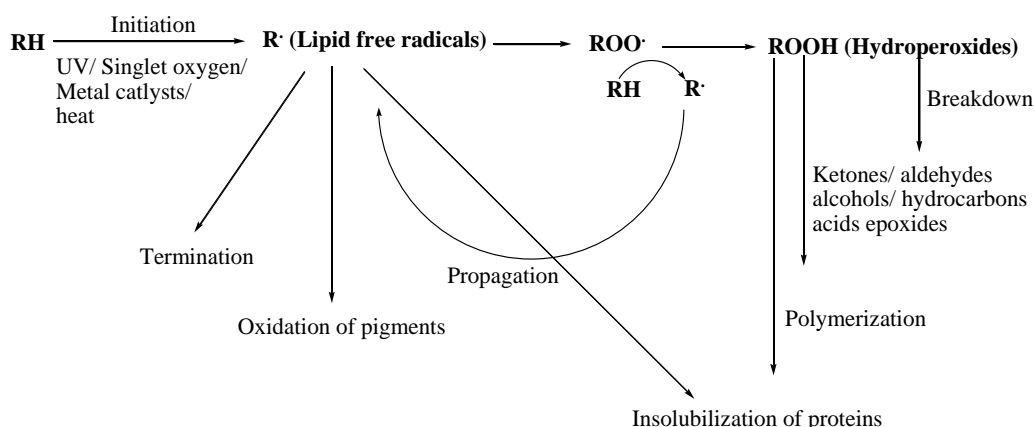 Initiation
RH
R· (Lipid free radicals)
ROO·
ROOH (Hydroperoxides)
UV/ Singlet oxygen/
Metal catlysts/
heat
RH
R·
Breakdown
Ketones/ aldehydes
alcohols/ hydrocarbons
acids epoxides
Termination
Propagation
Oxidation of pigments
Polymerization
Insolubilization of proteins